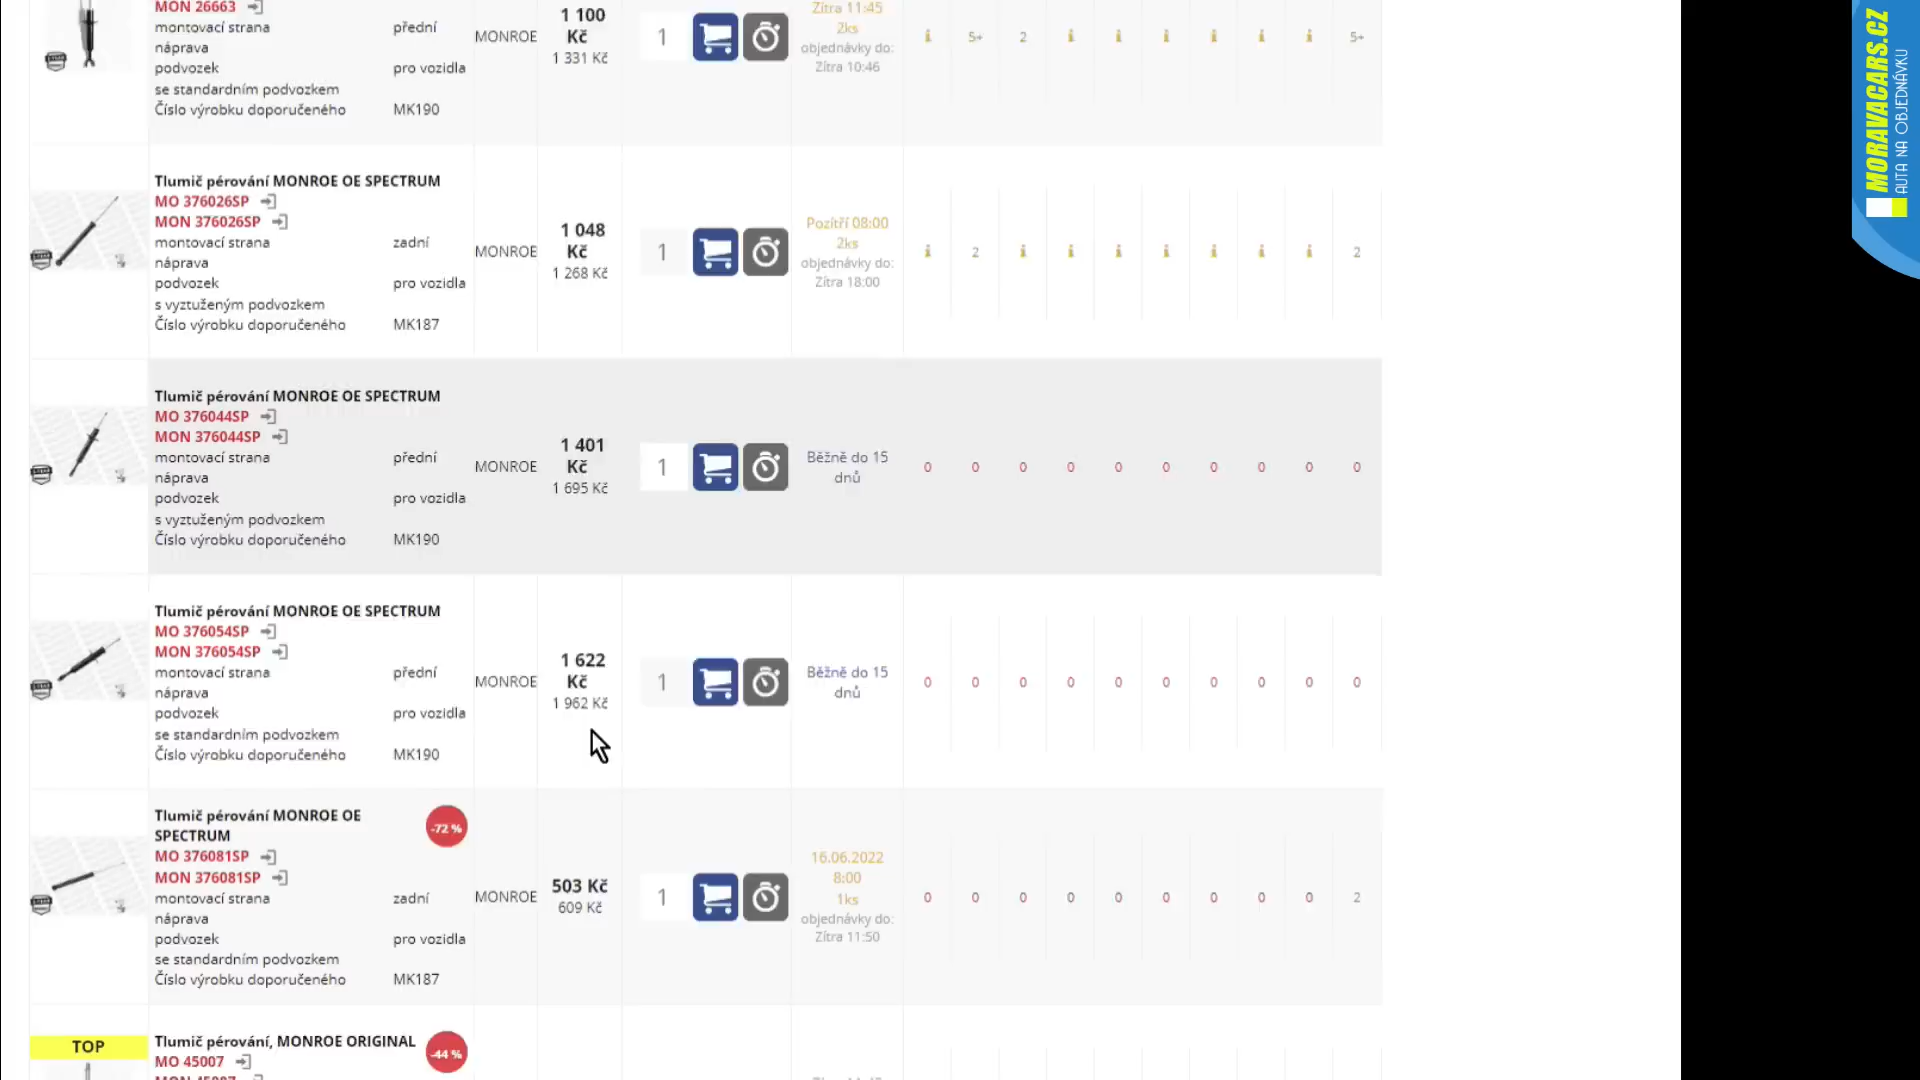 MON 26663
montovací strana přední
náprava
podvozek pro vozidla
se standardním podvozkem
Číslo výrobku doporučeného MK190
MONROE
1 100
Kč
1 331 Kč
1
Zítra 11:45
2ks
objednávky do:
Zítra 10:46
5+ 2 5+
Tlumič pérování MONROE OE SPECTRUM
MO 376026SP
MON 376026SP
montovací strana zadní
náprava
podvozek pro vozidla
s vyztuženým podvozkem
Číslo výrobku doporučeného MK187
MONROE
1 048
Kč
1 268 Kč
1
Pozítří 08:00
2ks
objednávky do:
Zítra 18:00
2 2
Tlumič pérování MONROE OE SPECTRUM
MO 376044SP
MON 376044SP
montovací strana přední
náprava
podvozek pro vozidla
s vyztuženým podvozkem
Číslo výrobku doporučeného MK190
MONROE
1 401
Kč
1 695 Kč
1
Běžně do 15
dnů
0 0 0 0 0 0 0 0 0 0
Tlumič pérování MONROE OE SPECTRUM
MO 376054SP
MON 376054SP
montovací strana přední
náprava
podvozek pro vozidla
se standardním podvozkem
Číslo výrobku doporučeného MK190
MONROE
1 622
Kč
1 962 Kč
1
Běžně do 15
dnů
0 0 0 0 0 0 0 0 0 0
Tlumič pérování MONROE OE
SPECTRUM
-72 %
MO 376081SP
MON 376081SP
montovací strana zadní
náprava
podvozek pro vozidla
se standardním podvozkem
Číslo výrobku doporučeného MK187
MONROE
503 Kč
609 Kč
1
16.06.2022
8:00
1ks
objednávky do:
Zítra 11:50
0 0 0 0 0 0 0 0 0 2
TOP
Tlumič pérování, MONROE ORIGINAL
-44 %
MO 45007
MORAVACARS.CZ
AUTA NA OBJEDNÁVKU